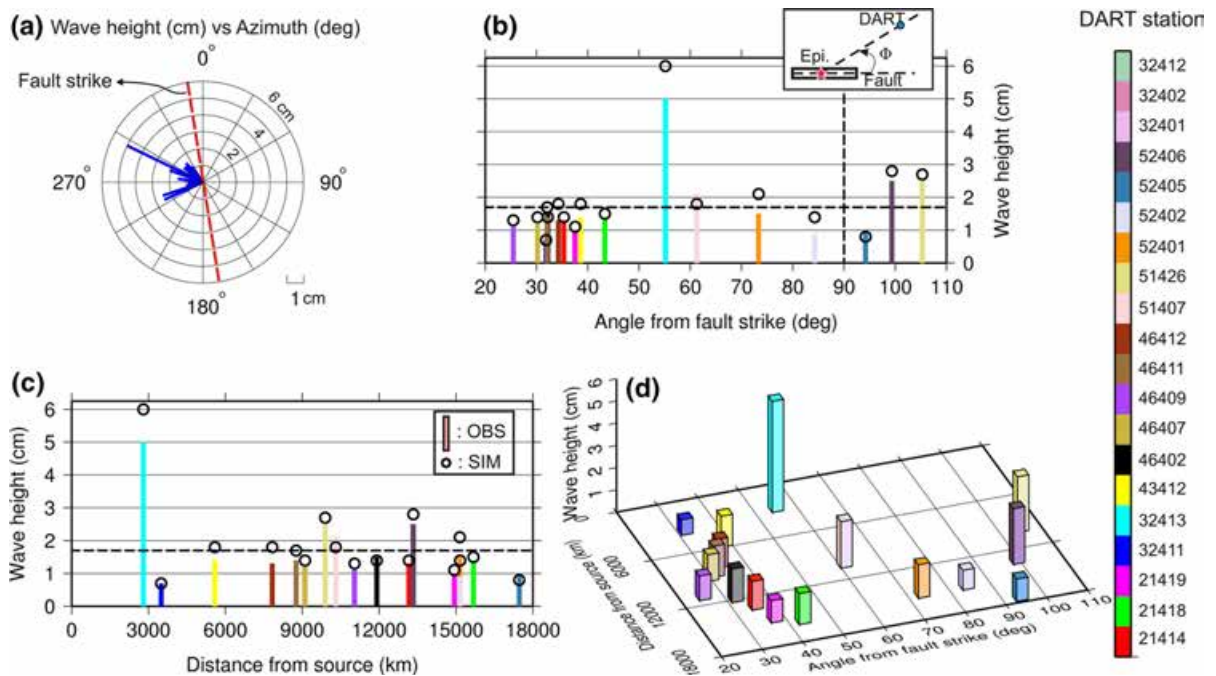 (a) Wave height (cm) vs Azimuth (deg)
0°
Fault strike
6 cm
4
2
270°
90°
180°
1 cm
(b)
DART
Epi.
Φ
Fault
6
5
4
3
2
1
0
Wave height (cm)
20 30 40 50 60 70 80 90 100 110
Angle from fault strike (deg)
DART station
32412
32402
32401
52406
52405
52402
52401
51426
51407
46412
46411
46409
46407
46402
43412
32413
32411
21419
21418
21414
(c)
Wave height (cm)
6
5
4
3
2
1
0
: OBS
: SIM
0 3000 6000 9000 12000 15000 18000
Distance from source (km)
(d)
Wave height (cm)
6
5
4
3
2
1
0
6000
12000
18000
Distance from source (km)
20 30 40 50 60 70 80 90 100 110
Angle from fault strike (deg)